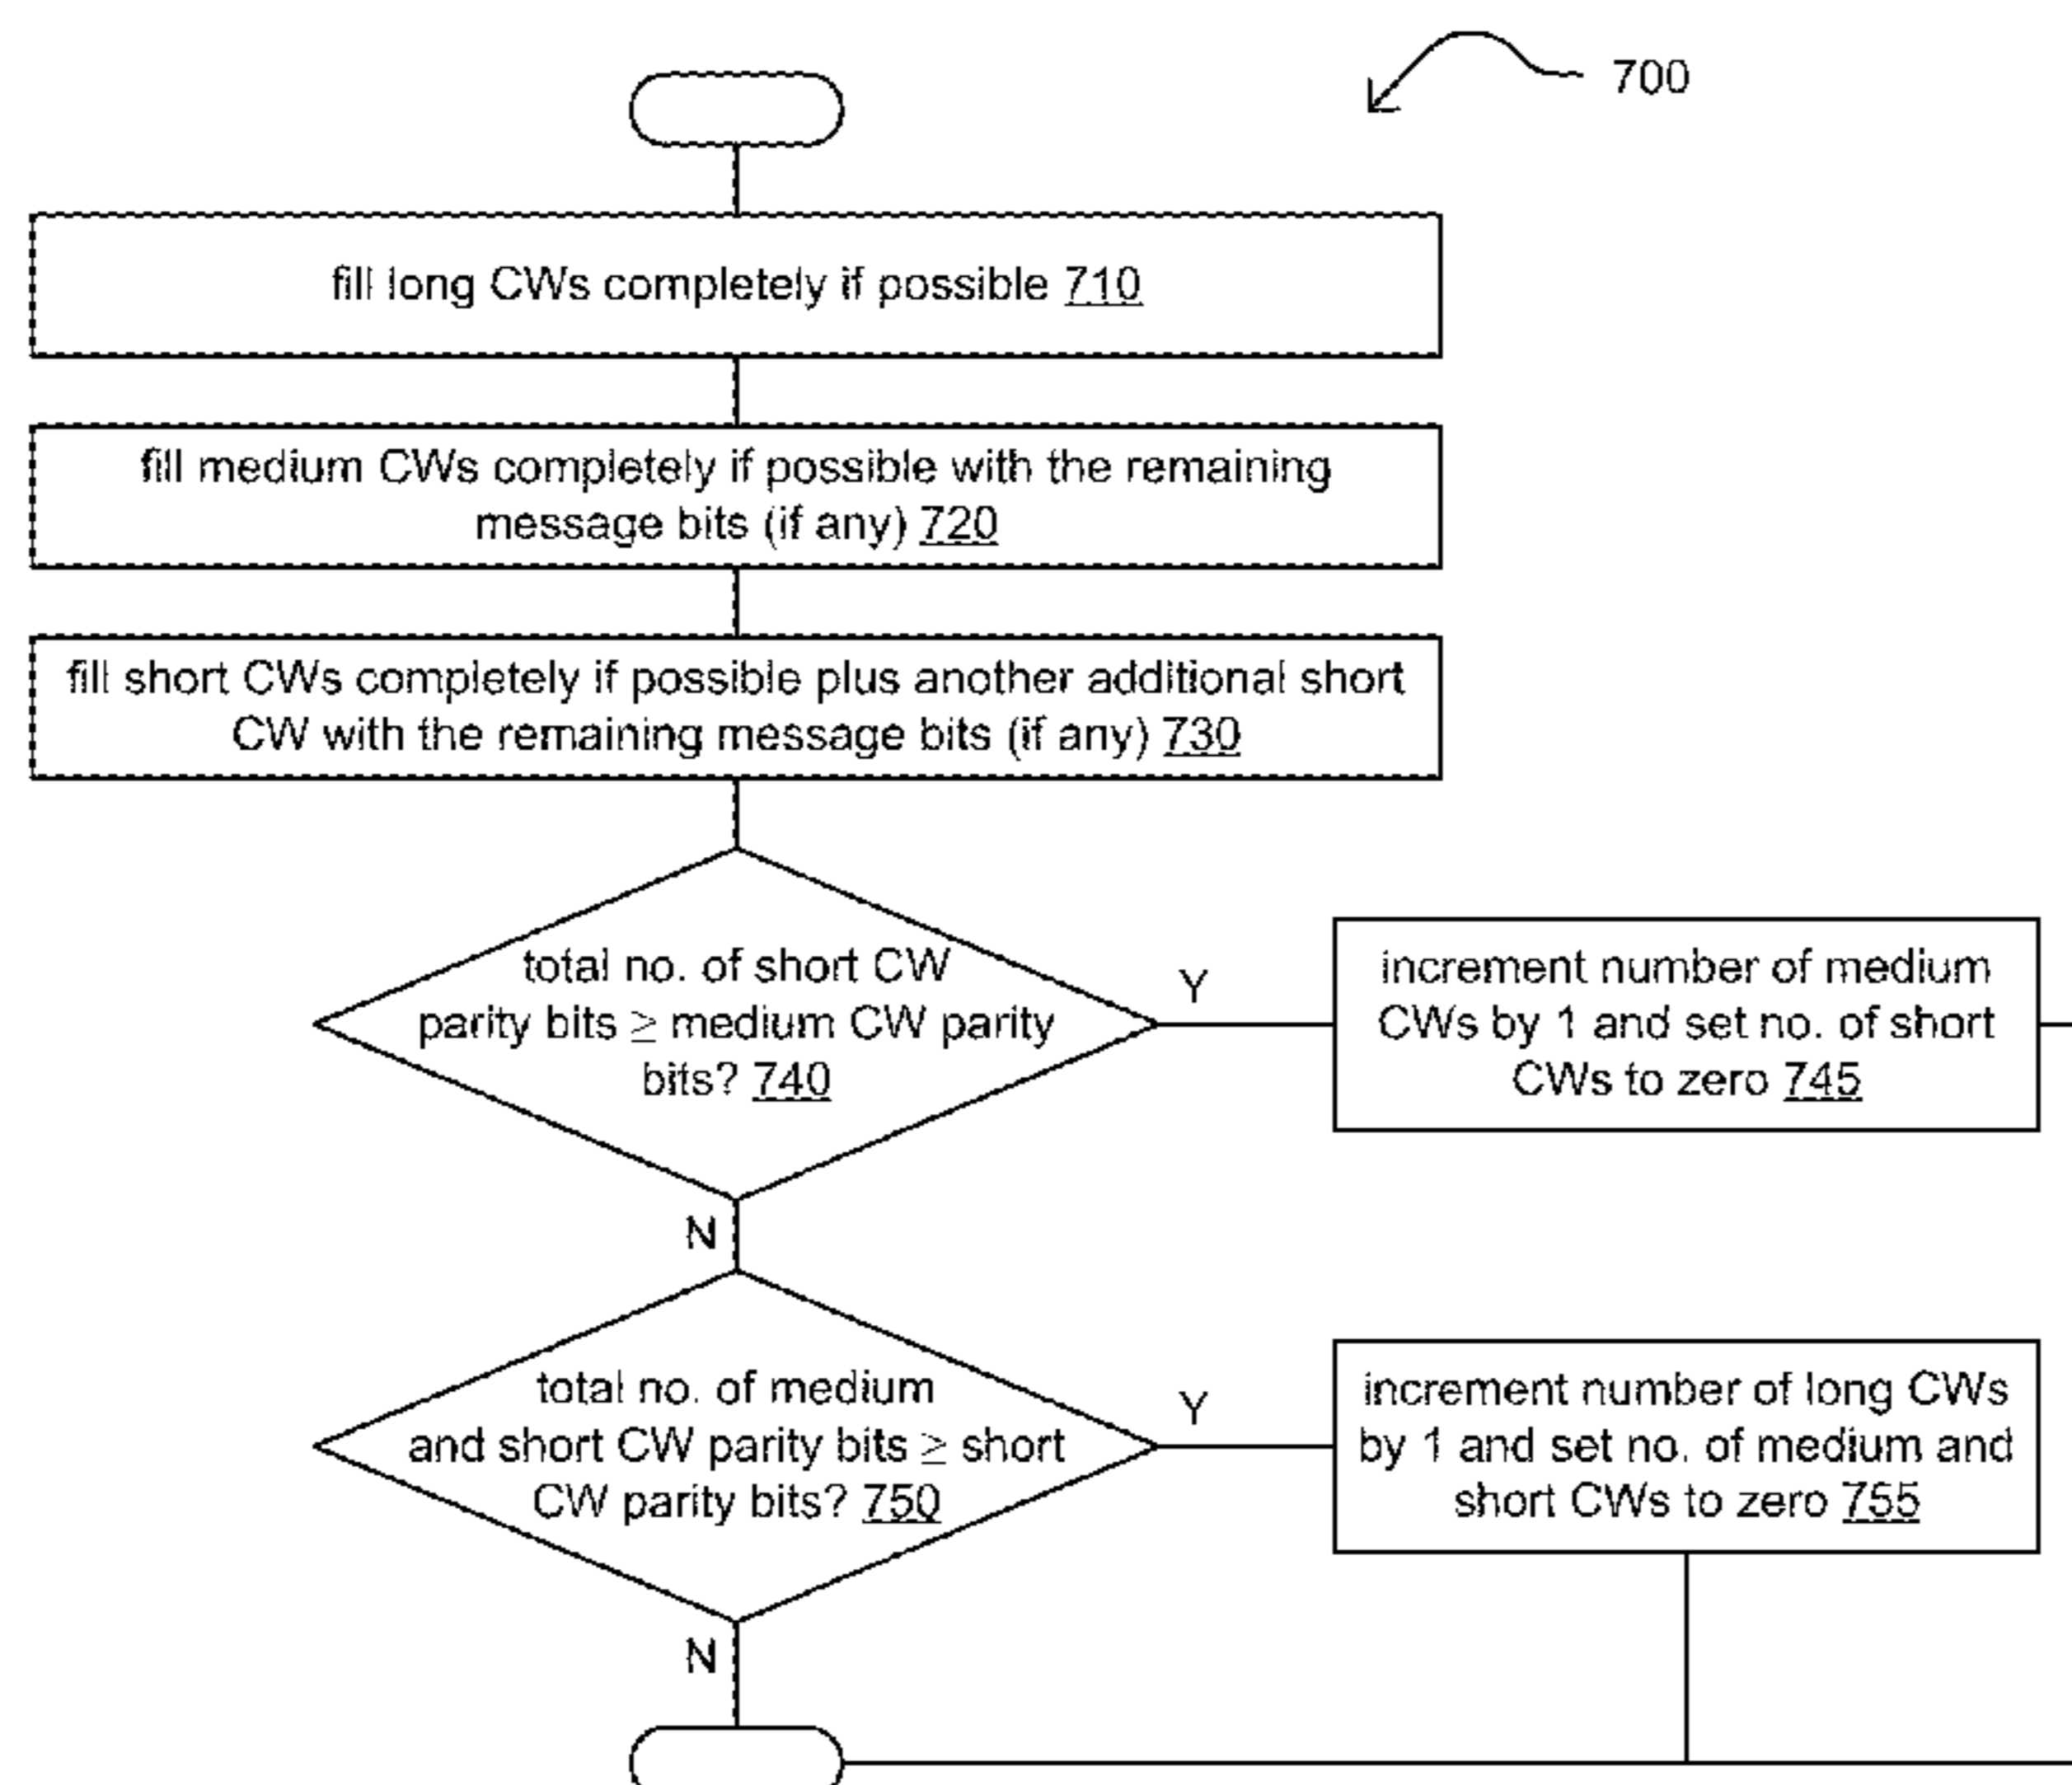 700
fill long CWs completely if possible 710
fill medium CWs completely if possible with the remaining
message bits (if any) 720
fill short CWs completely if possible plus another additional short
CW with the remaining message bits (if any) 730
total no. of short CW
parity bits ≥ medium CW parity
bits? 740
Y
increment number of medium
CWs by 1 and set no. of short
CWs to zero 745
N
total no. of medium
and short CW parity bits ≥ short
CW parity bits? 750
Y
increment number of long CWs
by 1 and set no. of medium and
short CWs to zero 755
N